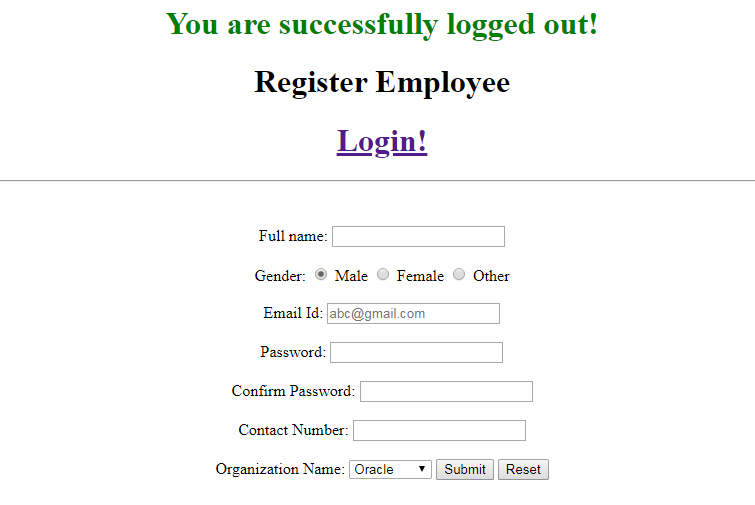 You are successfully logged out!
Register Employee
Login!
Full name:
Gender: Male Female Other
Email Id: abc@gmail.com
Password:
Confirm Password:
Contact Number:
Organization Name: Oracle Submit Reset